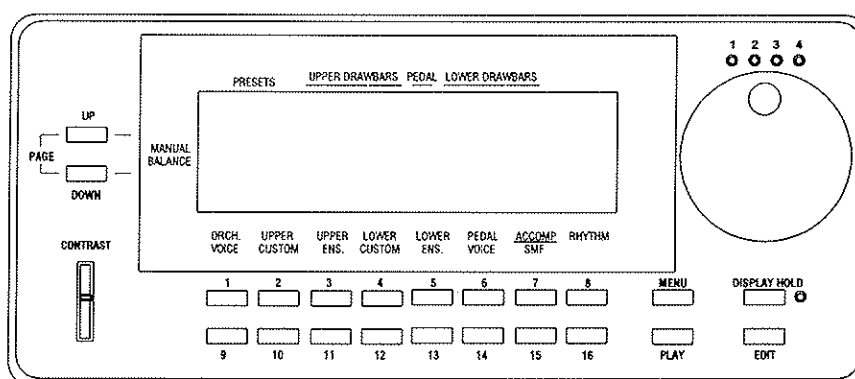 1 2 3 4
PRESETS UPPER DRAWBARS PEDAL LOWER DRAWBARS
UP
PAGE
DOWN
MANUAL
BALANCE
ORCH. UPPER UPPER LOWER LOWER PEDAL ACCOMP RHYTHM
VOICE CUSTOM ENS. CUSTOM ENS. VOICE SMF
CONTRAST
1 2 3 4 5 6 7 8 MENU DISPLAY HOLD
9 10 11 12 13 14 15 16 PLAY EDIT